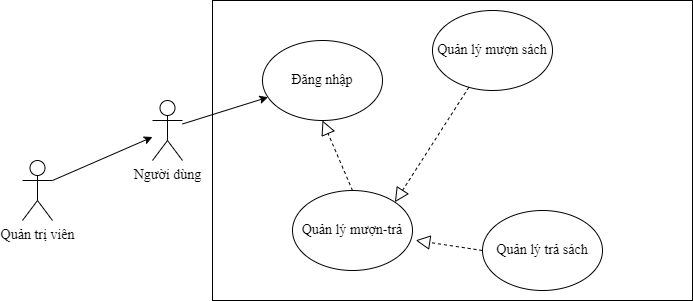 Quản lý mượn sách
Đăng nhập
Người dùng
Quản trị viên
Quản lý mượn-trả
Quản lý trả sách